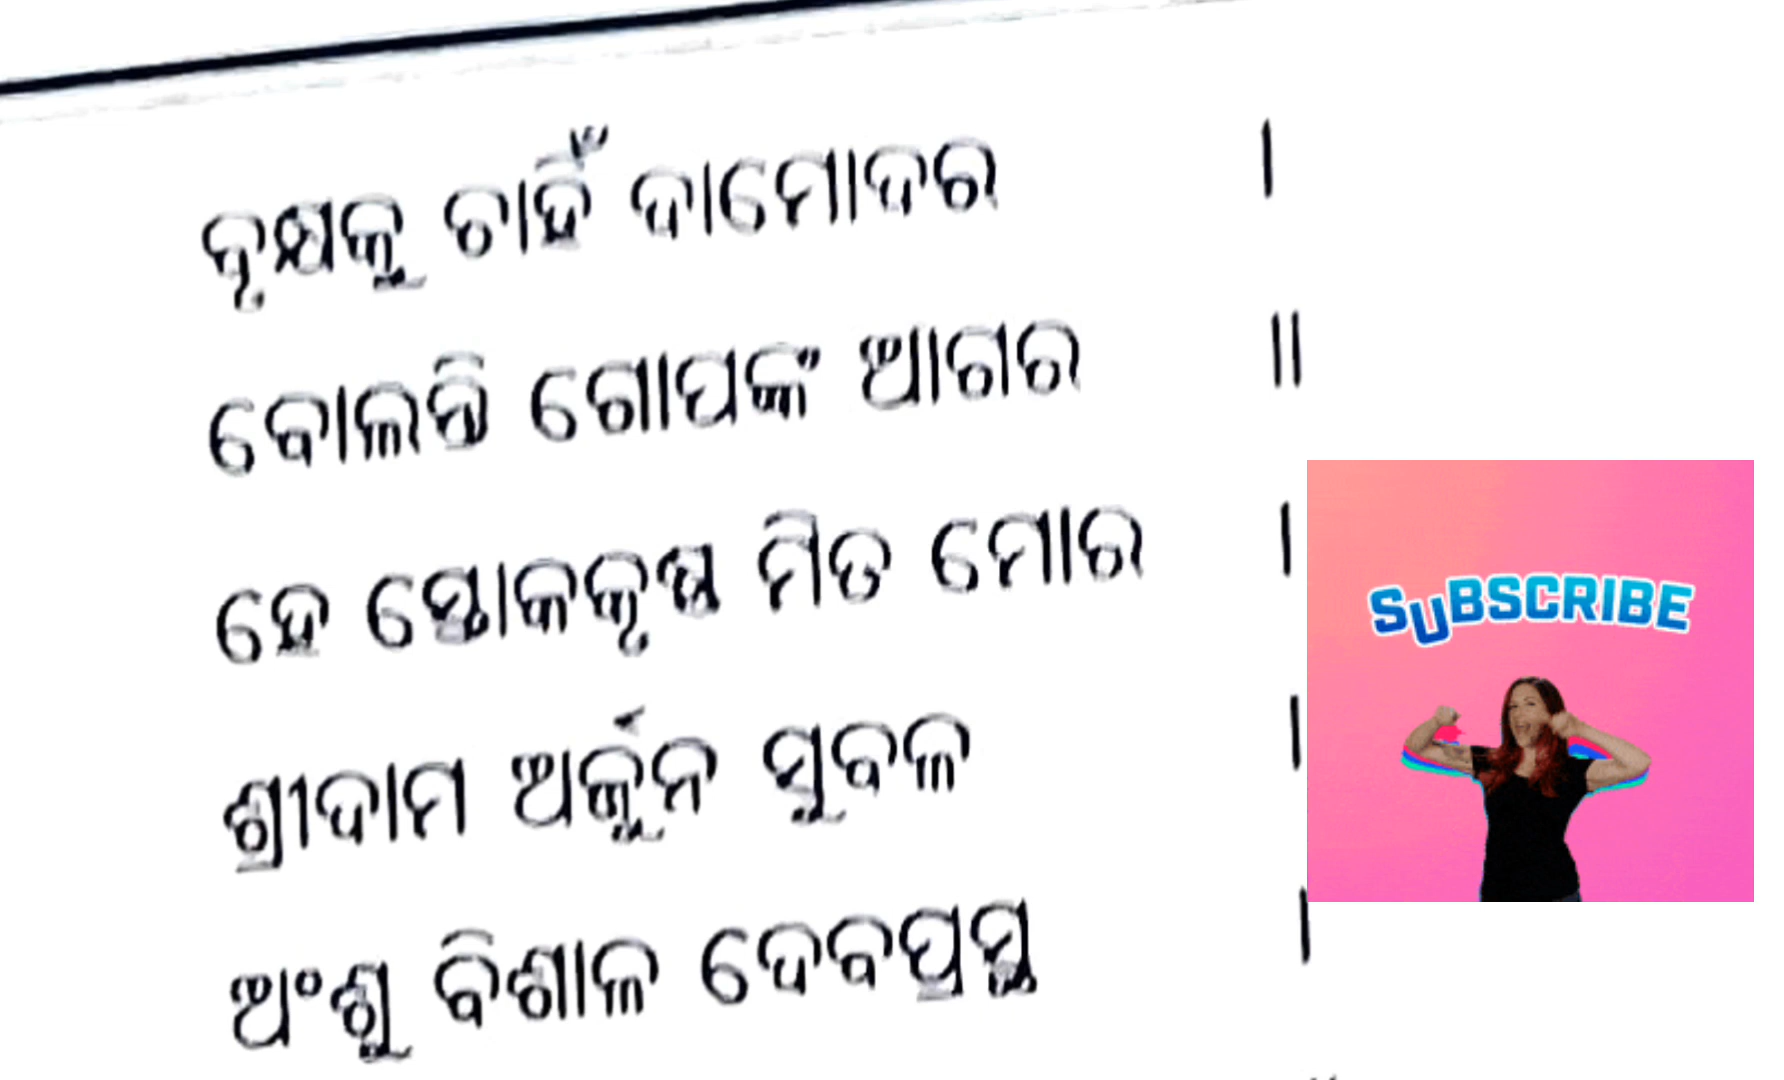 ବୃକ୍ଷକୁ ଚାହିଁ ଦାମୋଦର ।
ବୋଲନ୍ତି ଗୋପଙ୍କ ଆଗର ॥
ହେ ସ୍ତୋକକୃଷ୍ଣ ମିତ ମୋର ।
SUBSCRIBE
ଶ୍ରୀଦାମ ଅର୍ଜୁନ ସୁବଳ ।
ଅଂଶୁ ବିଶାଳ ଦେବପ୍ରସ୍ଥ ।